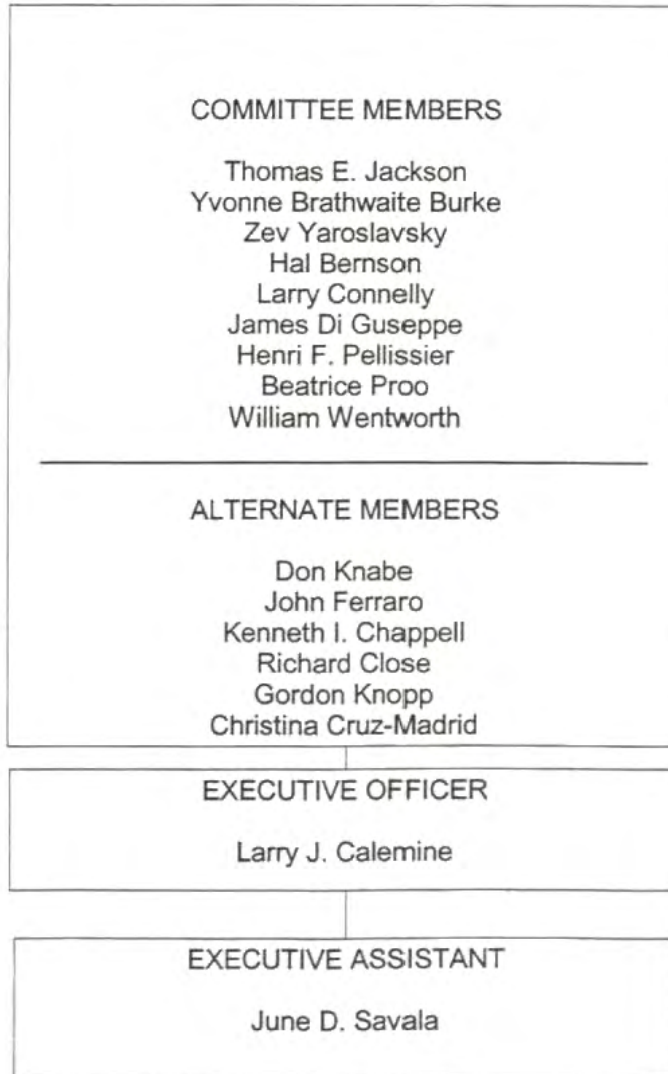 COMMITTEE MEMBERS
Thomas E. Jackson
Yvonne Brathwaite Burke
Zev Yaroslavsky
Hal Bernson
Larry Connelly
James Di Guseppe
Henri F. Pellissier
Beatrice Proo
William Wentworth
ALTERNATE MEMBERS
Don Knabe
John Ferraro
Kenneth I. Chappell
Richard Close
Gordon Knopp
Christina Cruz-Madrid
EXECUTIVE OFFICER
Larry J. Calemine
EXECUTIVE ASSISTANT
June D. Savala